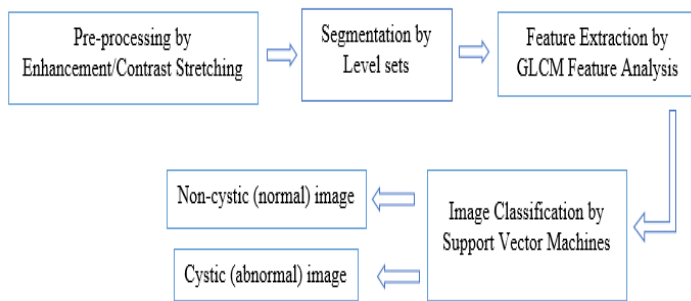 Pre-processing by
Enhancement/Contrast Stretching
Segmentation by
Level sets
Feature Extraction by
GLCM Feature Analysis
Image Classification by
Support Vector Machines
Non-cystic (normal) image
Cystic (abnormal) image